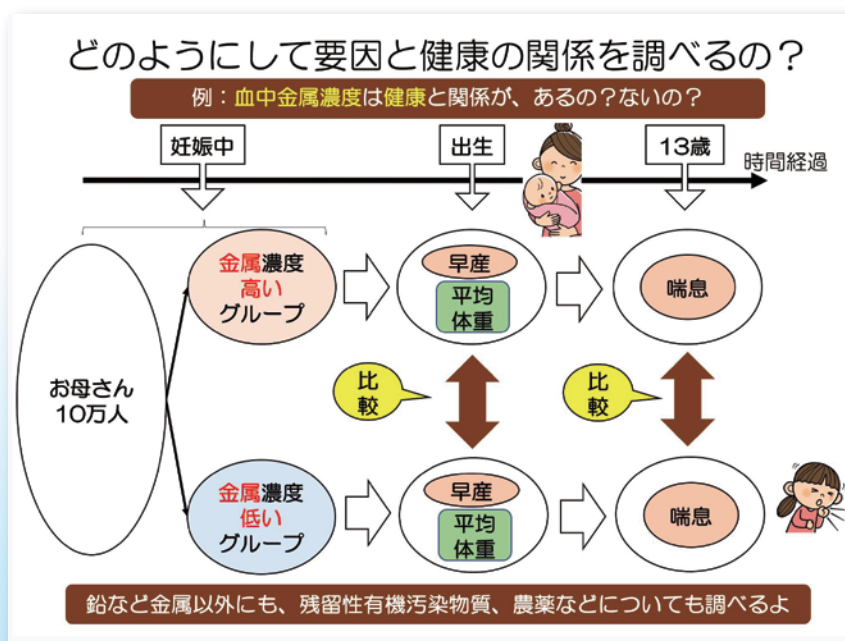 どのようにして要因と健康の関係を調べるの？
例：血中金属濃度は健康と関係が、あるの？ないの？
妊娠中
出生
13歳
時間経過
お母さん
10万人
金属濃度
高い
グループ
早産
平均
体重
喘息
比
較
比
較
金属濃度
低い
グループ
早産
平均
体重
喘息
鉛など金属以外にも、残留性有機汚染物質、農薬などについても調べるよ